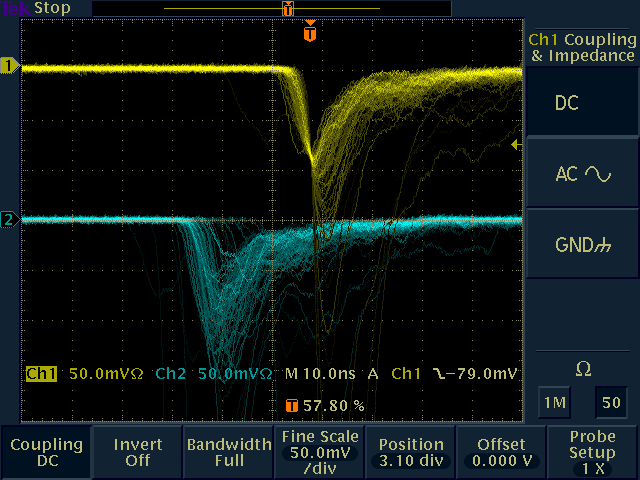 Tek Stop
T
T
1
Ch1 Coupling
& Impedance
DC
AC
2
GND
Ch1 50.0mVΩ Ch2 50.0mVΩ M 10.0ns A Ch1 -79.0mV
T 57.80 %
Ω
1M 50
Coupling
DC
Invert
Off
Bandwidth
Full
Fine Scale
50.0mV
/div
Position
3.10 div
Offset
0.000 V
Probe
Setup
1 X